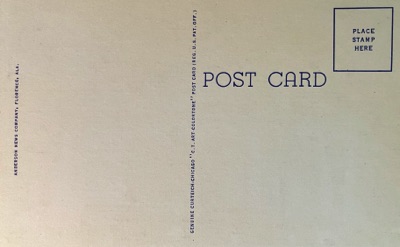 ANDERSON NEWS COMPANY, FLORENCE, ALA.
GENUINE CURTEICH-CHICAGO "C. T. ART-COLORTONE" POST CARD (REG. U. S. PAT. OFF.)
POST CARD
PLACE
STAMP
HERE